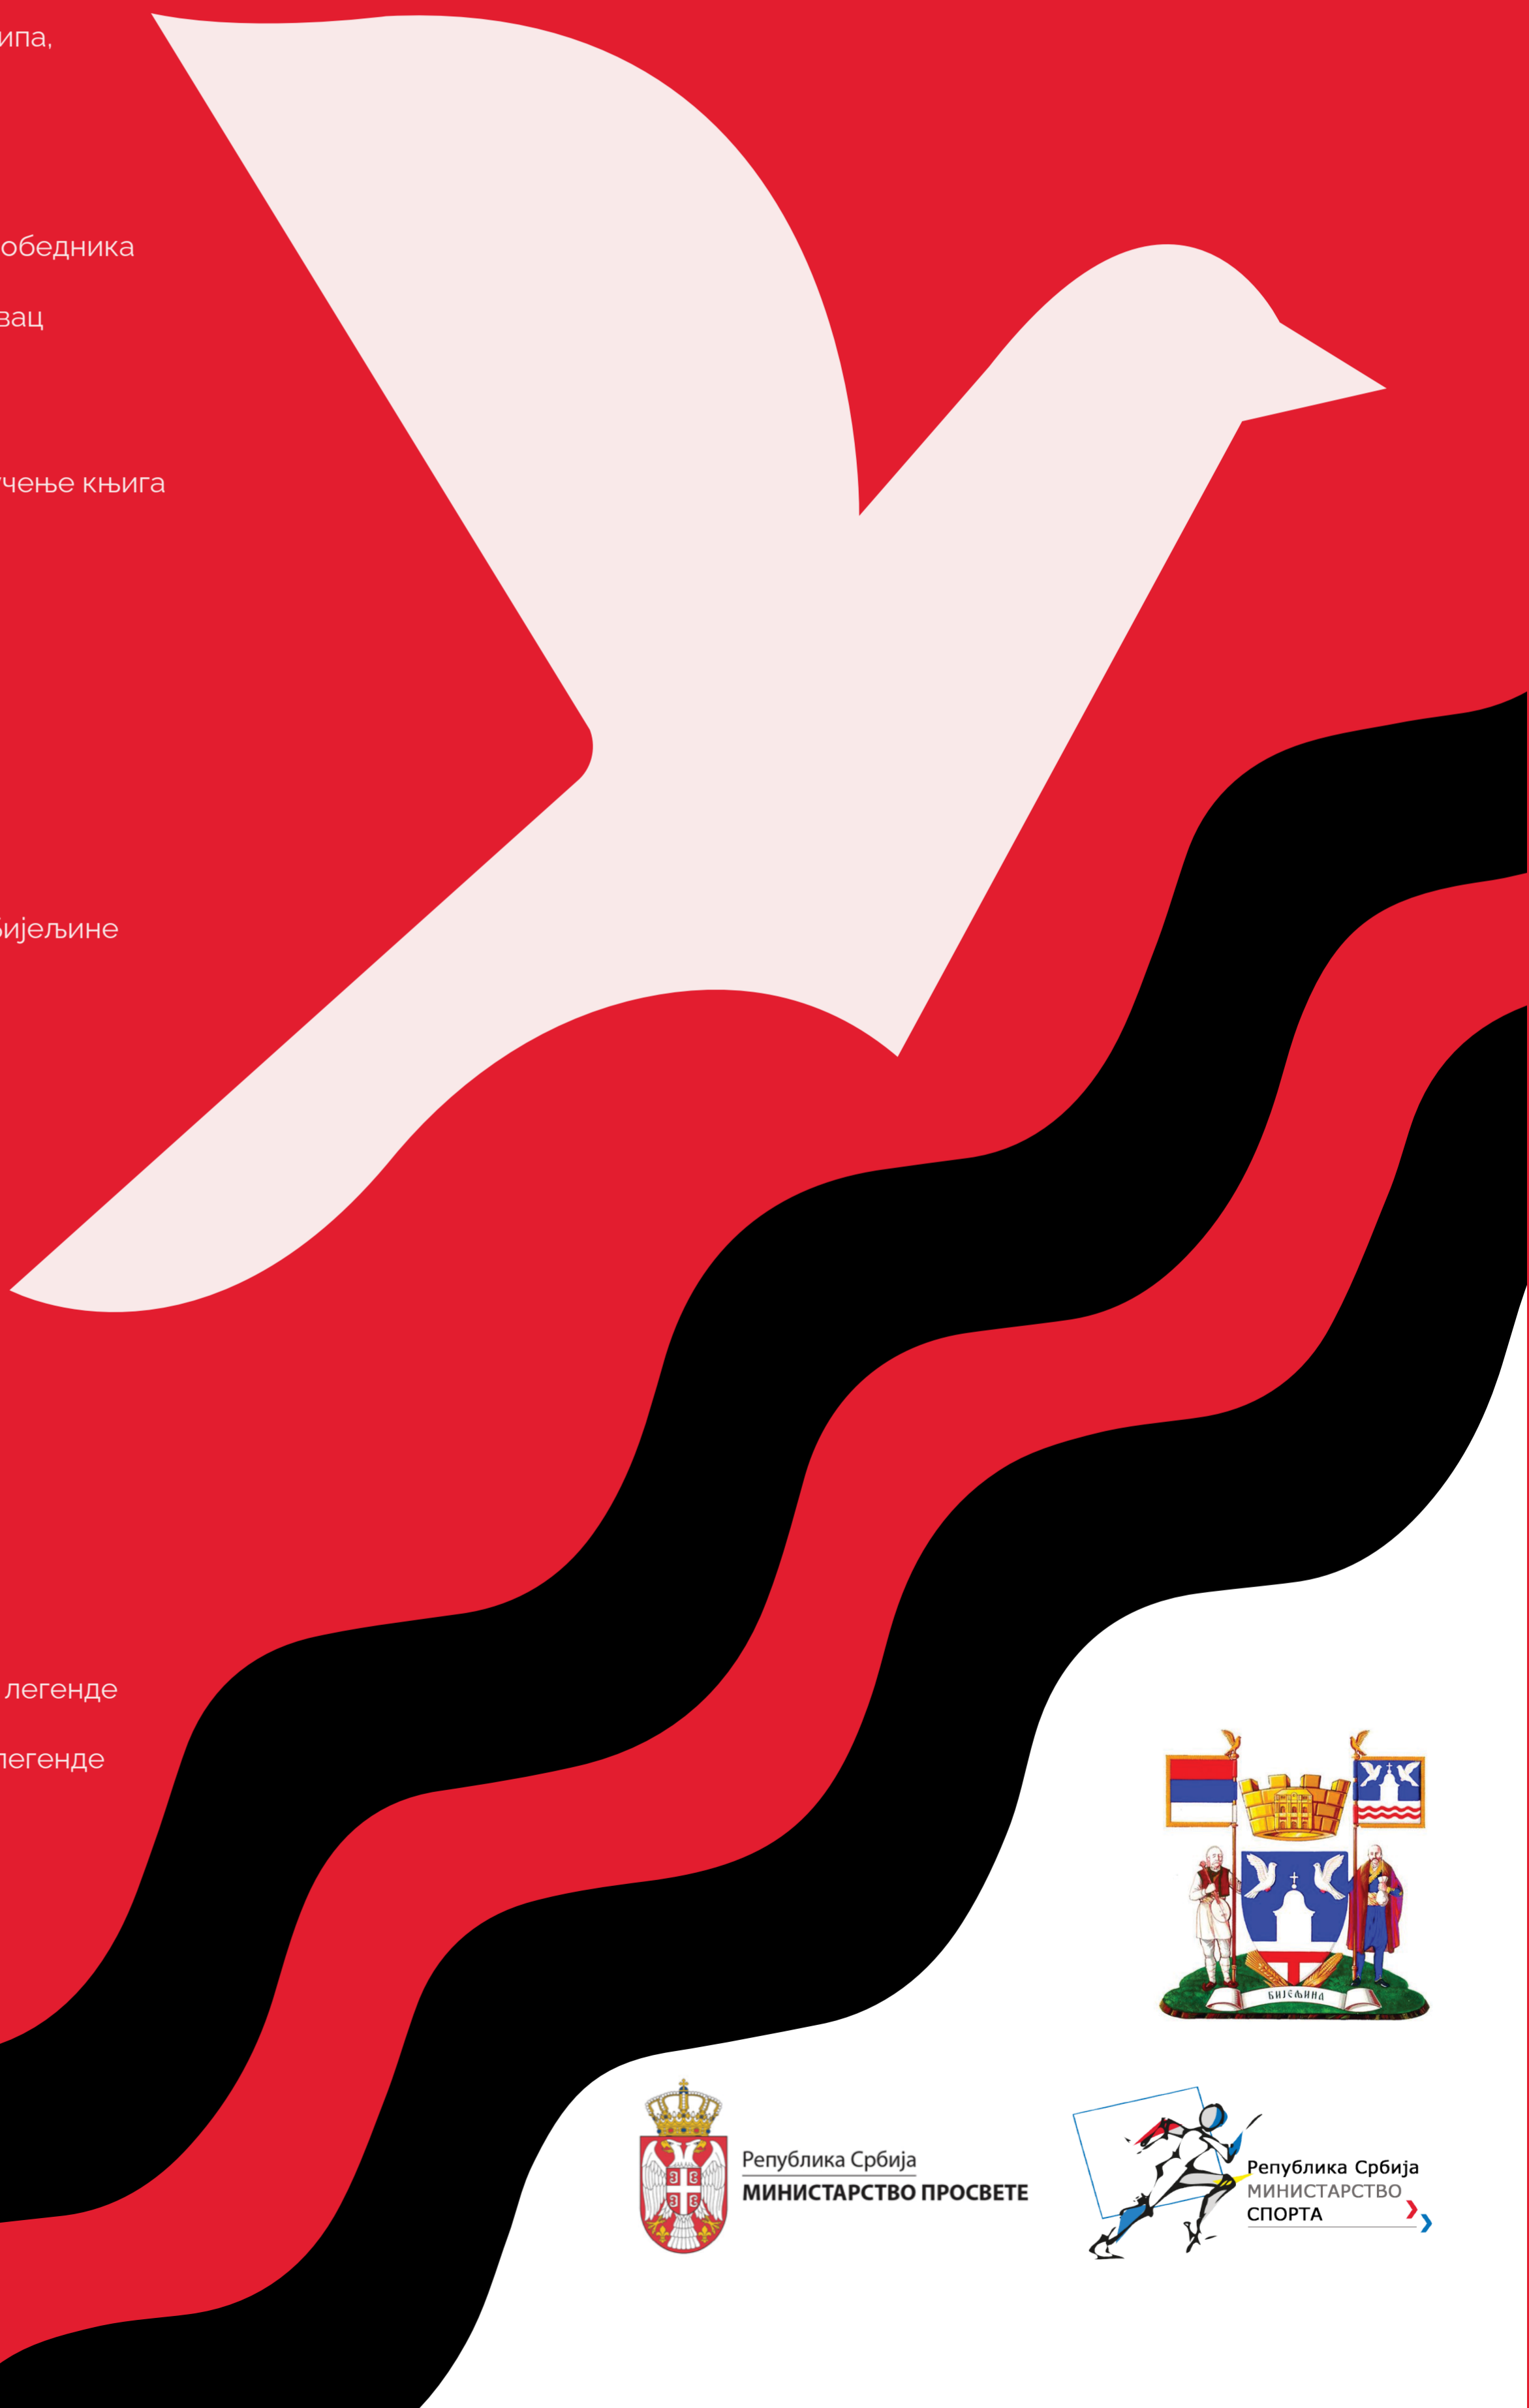 ипа,
обедника
вац
чење књига
ијељине
легенде
легенде
БИЈЕЉИНА
Република Србија
МИНИСТАРСТВО ПРОСВЕТЕ
Република Србија
МИНИСТАРСТВО
СПОРТА